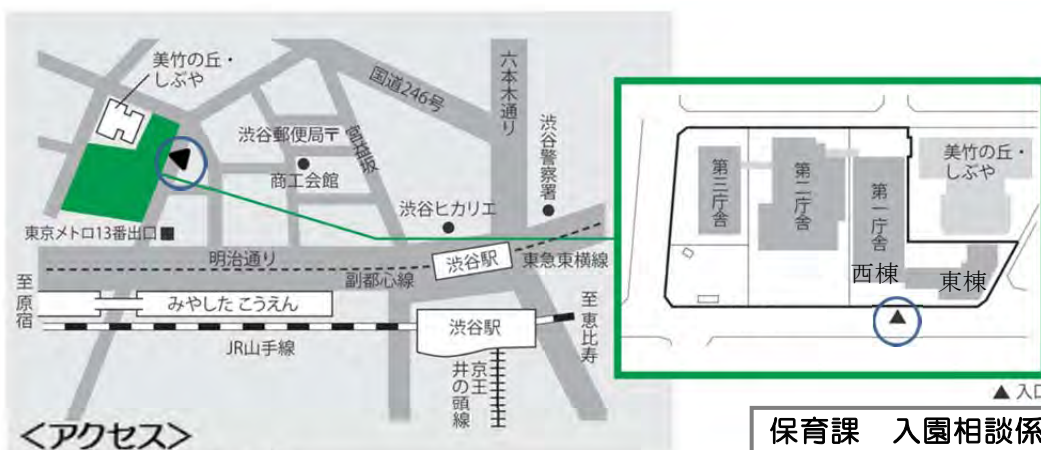 美竹の丘・
しぶや
国道246号
六本木通り
渋谷郵便局〒
宮益坂
商工会館
渋谷警察署
渋谷ヒカリエ
東京メトロ13番出口
明治通り
副都心線
渋谷駅
東急東横線
至原宿
みやした こうえん
JR山手線
渋谷駅
至恵比寿
京王
井の頭線
<アクセス>
第三庁舎
第二庁舎
第一庁舎
美竹の丘・
しぶや
西棟
東棟
▲ 入口
保育課 入園相談係